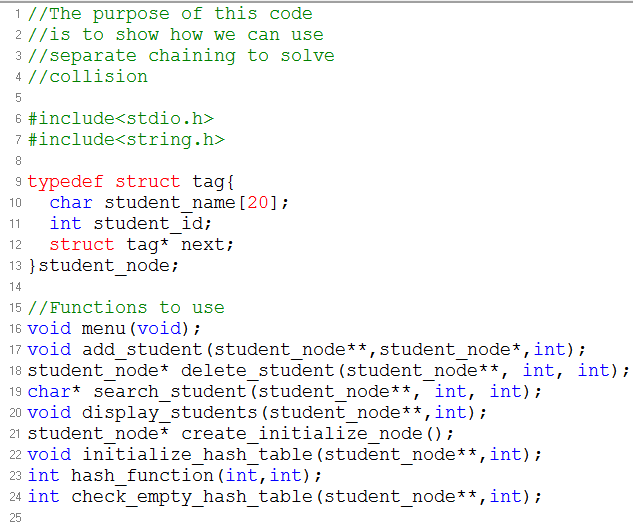 1 //The purpose of this code
2 //is to show how we can use
3 //separate chaining to solve
4 //collision
5
6 #include<stdio.h>
7 #include<string.h>
8
9 typedef struct tag{
10   char student_name[20];
11   int student_id;
12   struct tag* next;
13 }student_node;
14
15 //Functions to use
16 void menu(void);
17 void add_student(student_node**,student_node*,int);
18 student_node* delete_student(student_node**, int, int);
19 char* search_student(student_node**, int, int);
20 void display_students(student_node**,int);
21 student_node* create_initialize_node();
22 void initialize_hash_table(student_node**,int);
23 int hash_function(int,int);
24 int check_empty_hash_table(student_node**,int);
25